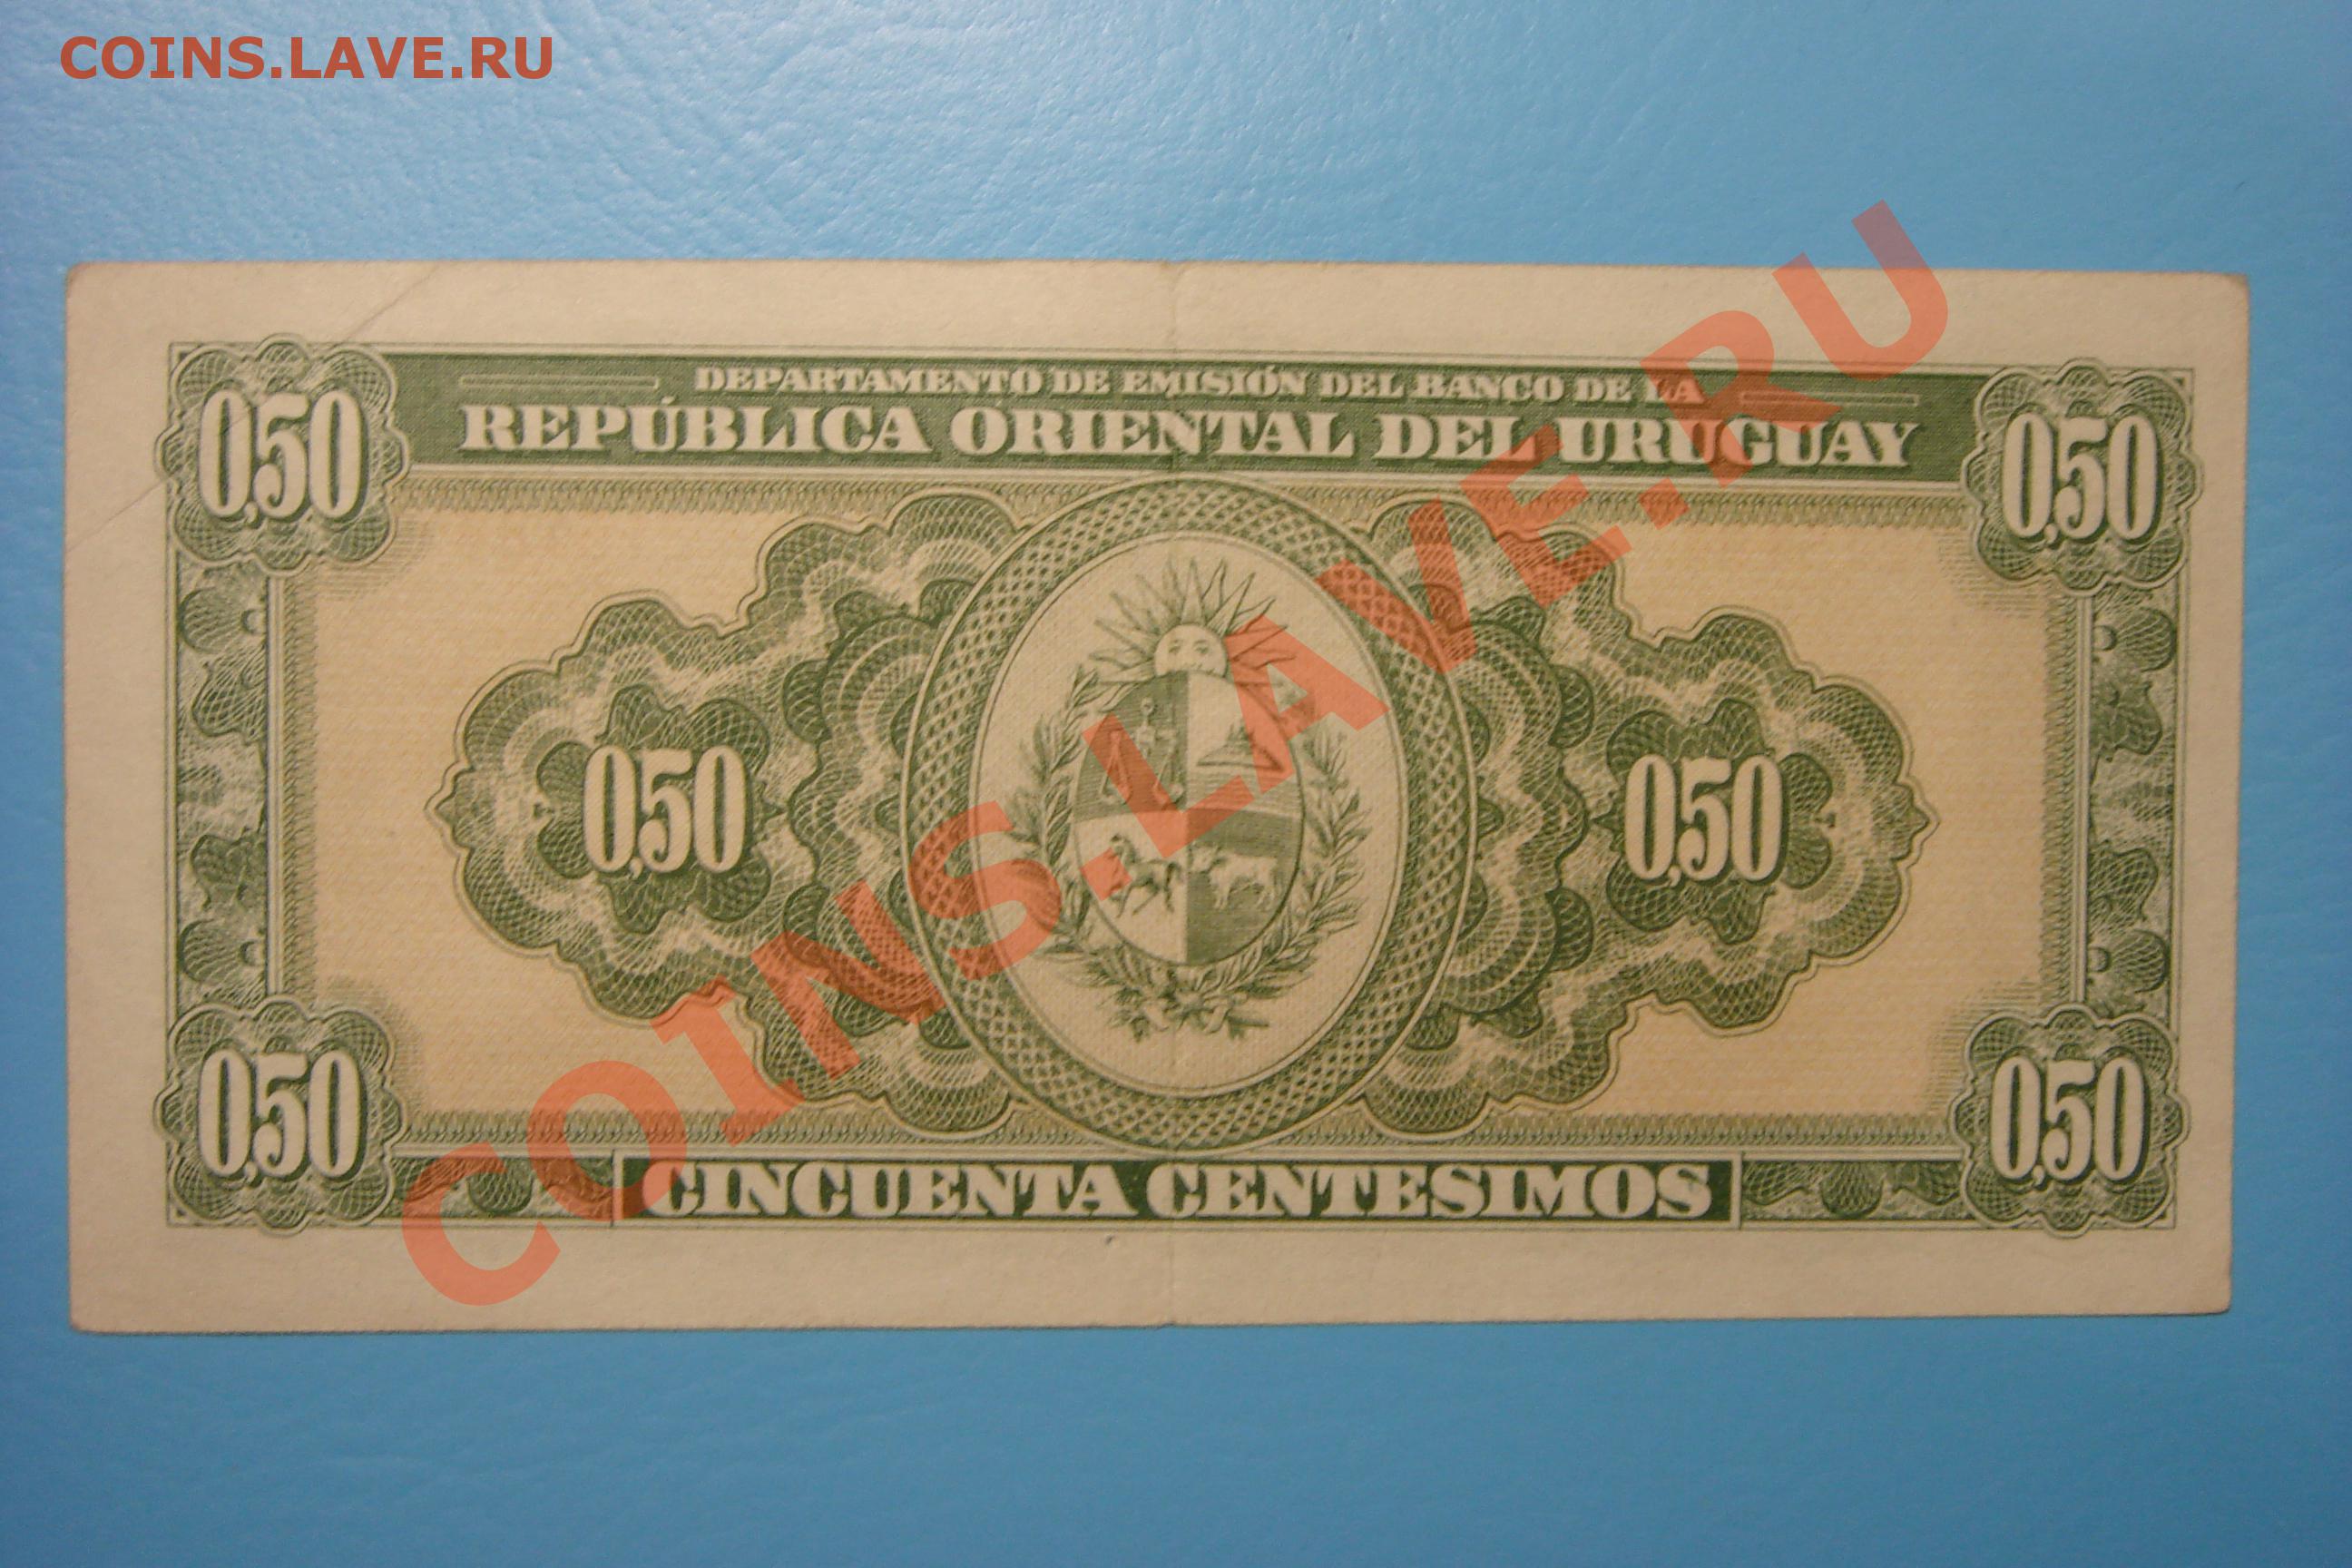 COINS.LAVE.RU
DEPARTAMENTO DE EMISIÓN DEL BANCO DE LA
REPÚBLICA ORIENTAL DEL URUGUAY
0,50 0,50
0,50 0,50
COINS.LAVE.RU
0,50 0,50
CINCUENTA CENTESIMOS